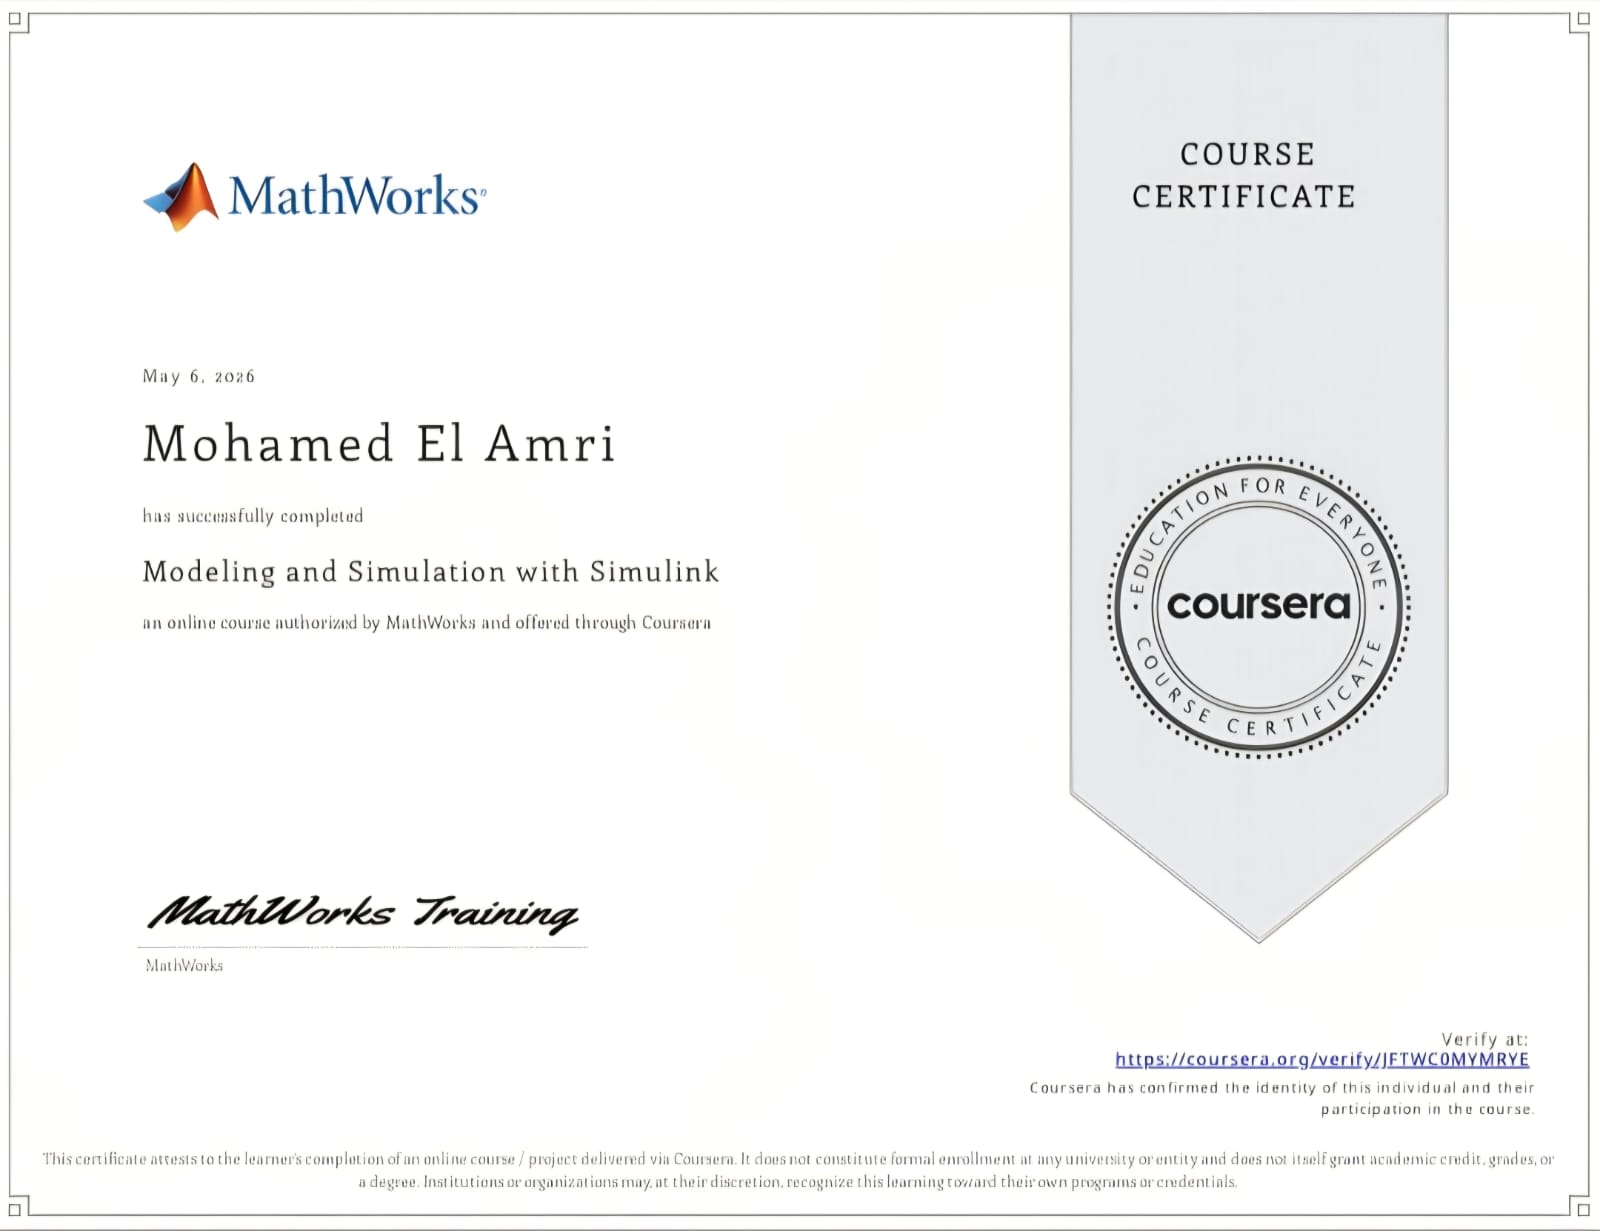 COURSE
CERTIFICATE
MathWorks®
May 6, 2026
Mohamed El Amri
has successfully completed
Modeling and Simulation with Simulink
an online course authorized by MathWorks and offered through Coursera
EDUCATION FOR EVERYONE
coursera
COURSE CERTIFICATE
MathWorks Training
MathWorks
Verify at:
https://coursera.org/verify/JFTWC0MYMRYE
Coursera has confirmed the identity of this individual and their
participation in the course.
This certificate attests to the learner's completion of an online course / project delivered via Coursera. It does not constitute formal enrollment at any university or entity and does not itself grant academic credit, grades, or
a degree. Institutions or organizations may, at their discretion, recognize this learning toward their own programs or credentials.